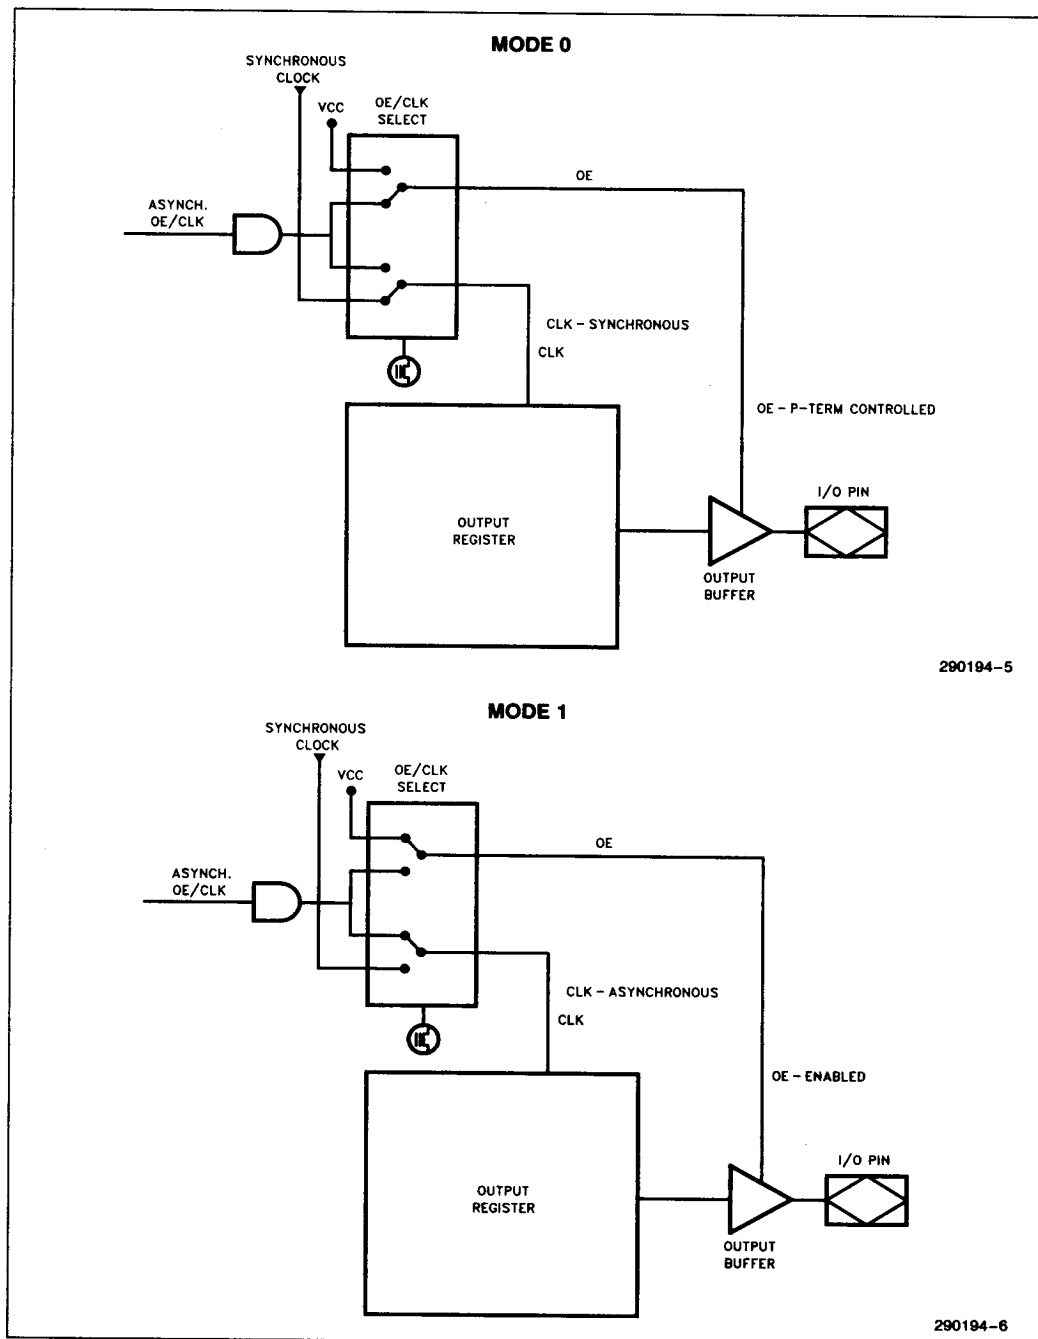 MODE 0
SYNCHRONOUS
CLOCK
VCC
OE/CLK
SELECT
OE
ASYNCH.
OE/CLK
CLK – SYNCHRONOUS
CLK
OE – P-TERM CONTROLLED
I/O PIN
OUTPUT
REGISTER
OUTPUT
BUFFER
290194–5
MODE 1
SYNCHRONOUS
CLOCK
VCC
OE/CLK
SELECT
OE
ASYNCH.
OE/CLK
CLK – ASYNCHRONOUS
CLK
OE – ENABLED
I/O PIN
OUTPUT
REGISTER
OUTPUT
BUFFER
290194–6